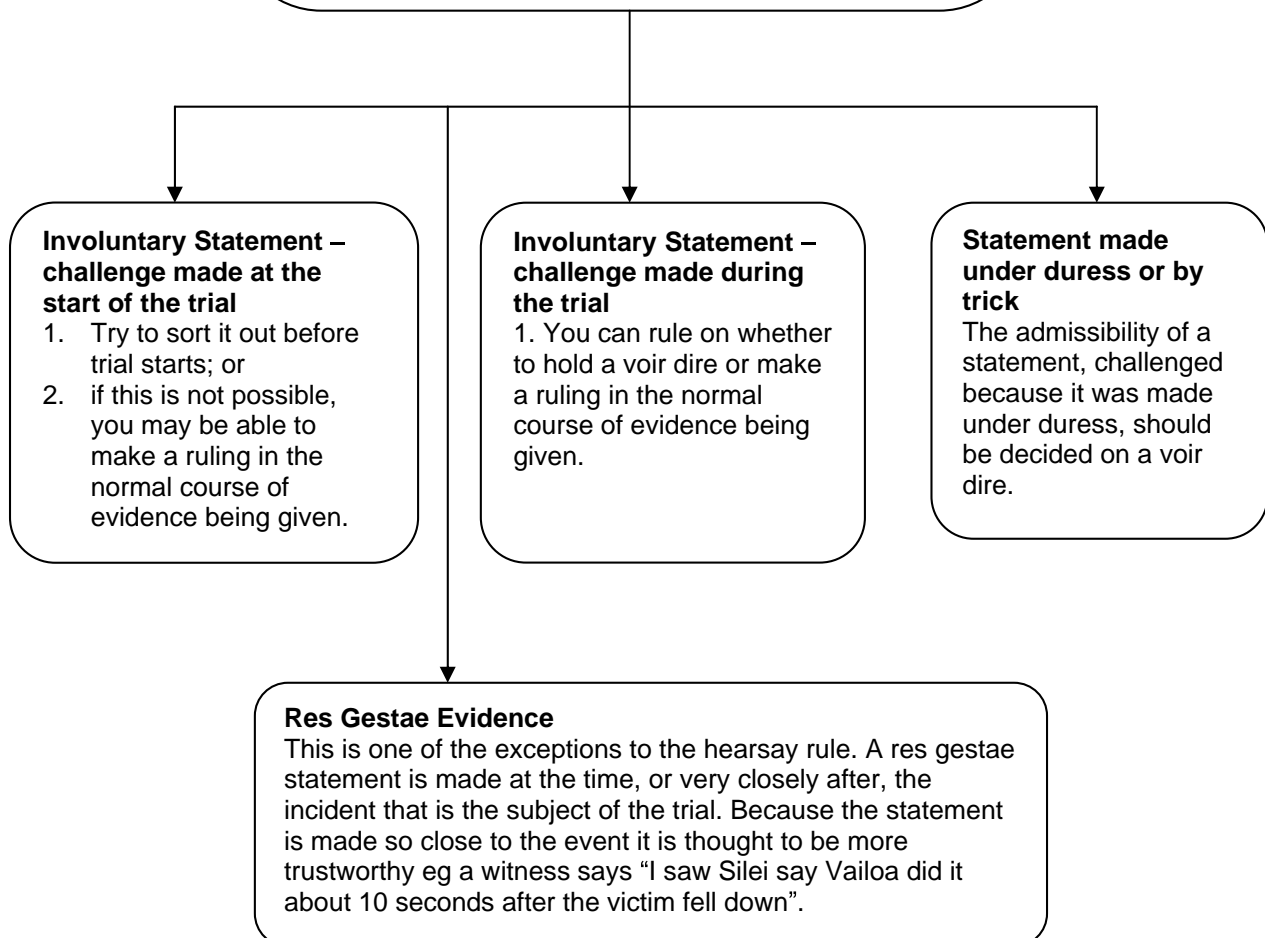 Involuntary Statement –
challenge made at the
start of the trial
1. Try to sort it out before
trial starts; or
2. if this is not possible,
you may be able to
make a ruling in the
normal course of
evidence being given.
Involuntary Statement –
challenge made during
the trial
1. You can rule on whether
to hold a voir dire or make
a ruling in the normal
course of evidence being
given.
Statement made
under duress or by
trick
The admissibility of a
statement, challenged
because it was made
under duress, should
be decided on a voir
dire.
Res Gestae Evidence
This is one of the exceptions to the hearsay rule. A res gestae
statement is made at the time, or very closely after, the
incident that is the subject of the trial. Because the statement
is made so close to the event it is thought to be more
trustworthy eg a witness says “I saw Silei say Vailoa did it
about 10 seconds after the victim fell down”.